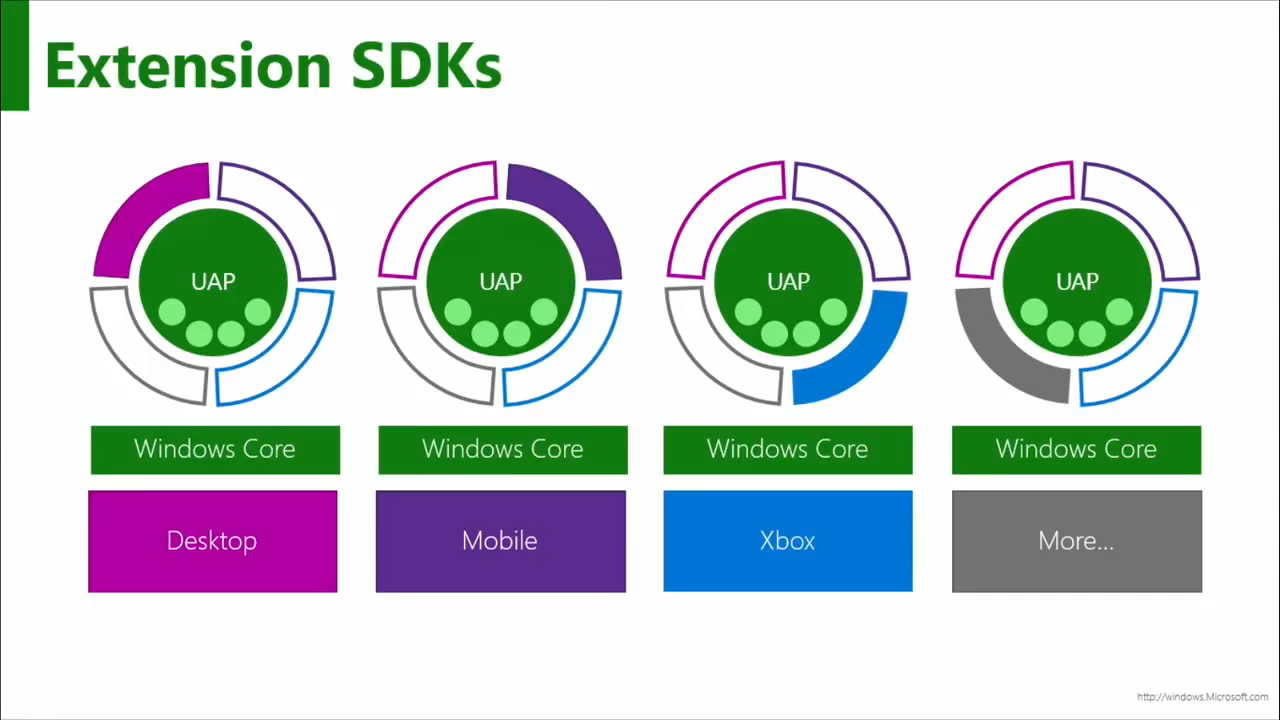 Extension SDKs
UAP
UAP
UAP
UAP
Windows Core
Windows Core
Windows Core
Windows Core
Desktop
Mobile
Xbox
More...
http://windows.Microsoft.com